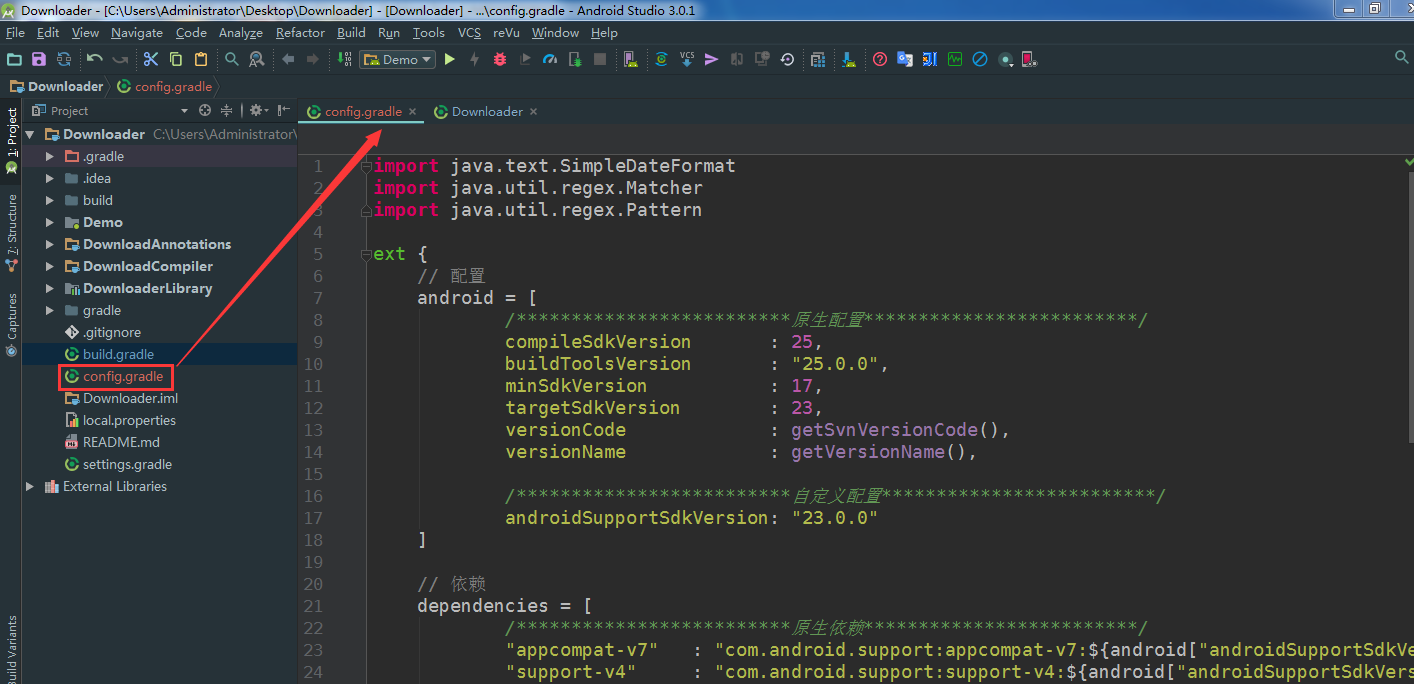 Downloader - [C:\Users\Administrator\Desktop\Downloader] - [Downloader] - ...\config.gradle - Android Studio 3.0.1
File Edit View Navigate Code Analyze Refactor Build Run Tools VCS reVu Window Help
Demo
VCS
Downloader config.gradle
Project
config.gradle
Downloader
1: Project
7: Structure
Captures
Build Variants
Downloader C:\Users\Administrator\
.gradle
.idea
build
Demo
DownloadAnnotations
DownloadCompiler
DownloaderLibrary
gradle
.gitignore
build.gradle
config.gradle
Downloader.iml
local.properties
README.md
settings.gradle
External Libraries
1 import java.text.SimpleDateFormat
2 import java.util.regex.Matcher
3 import java.util.regex.Pattern
4
5 ext {
6 // 配置
7 android = [
8 /*************************原生配置*************************/
9 compileSdkVersion : 25,
10 buildToolsVersion : "25.0.0",
11 minSdkVersion : 17,
12 targetSdkVersion : 23,
13 versionCode : getSvnVersionCode(),
14 versionName : getVersionName(),
15
16 /*************************自定义配置*************************/
17 androidSupportSdkVersion: "23.0.0"
18 ]
19
20 // 依赖
21 dependencies = [
22 /*************************原生依赖*************************/
23 "appcompat-v7" : "com.android.support:appcompat-v7:${android["androidSupportSdkVe
24 "support-v4" : "com.android.support:support-v4:${android["androidSupportSdkVers